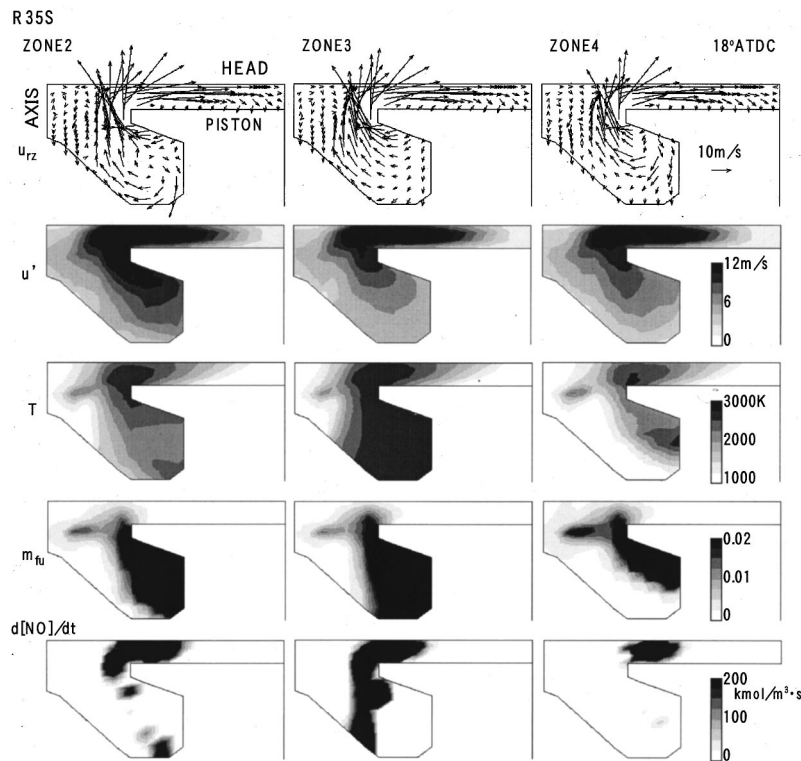 R35S
ZONE2 ZONE3 ZONE4 18°ATDC
HEAD
AXIS
PISTON
u_rz
10m/s
u'
12m/s
6
0
T
3000K
2000
1000
m_fu
0.02
0.01
0
d[NO]/dt
200
kmol/m³·s
100
0